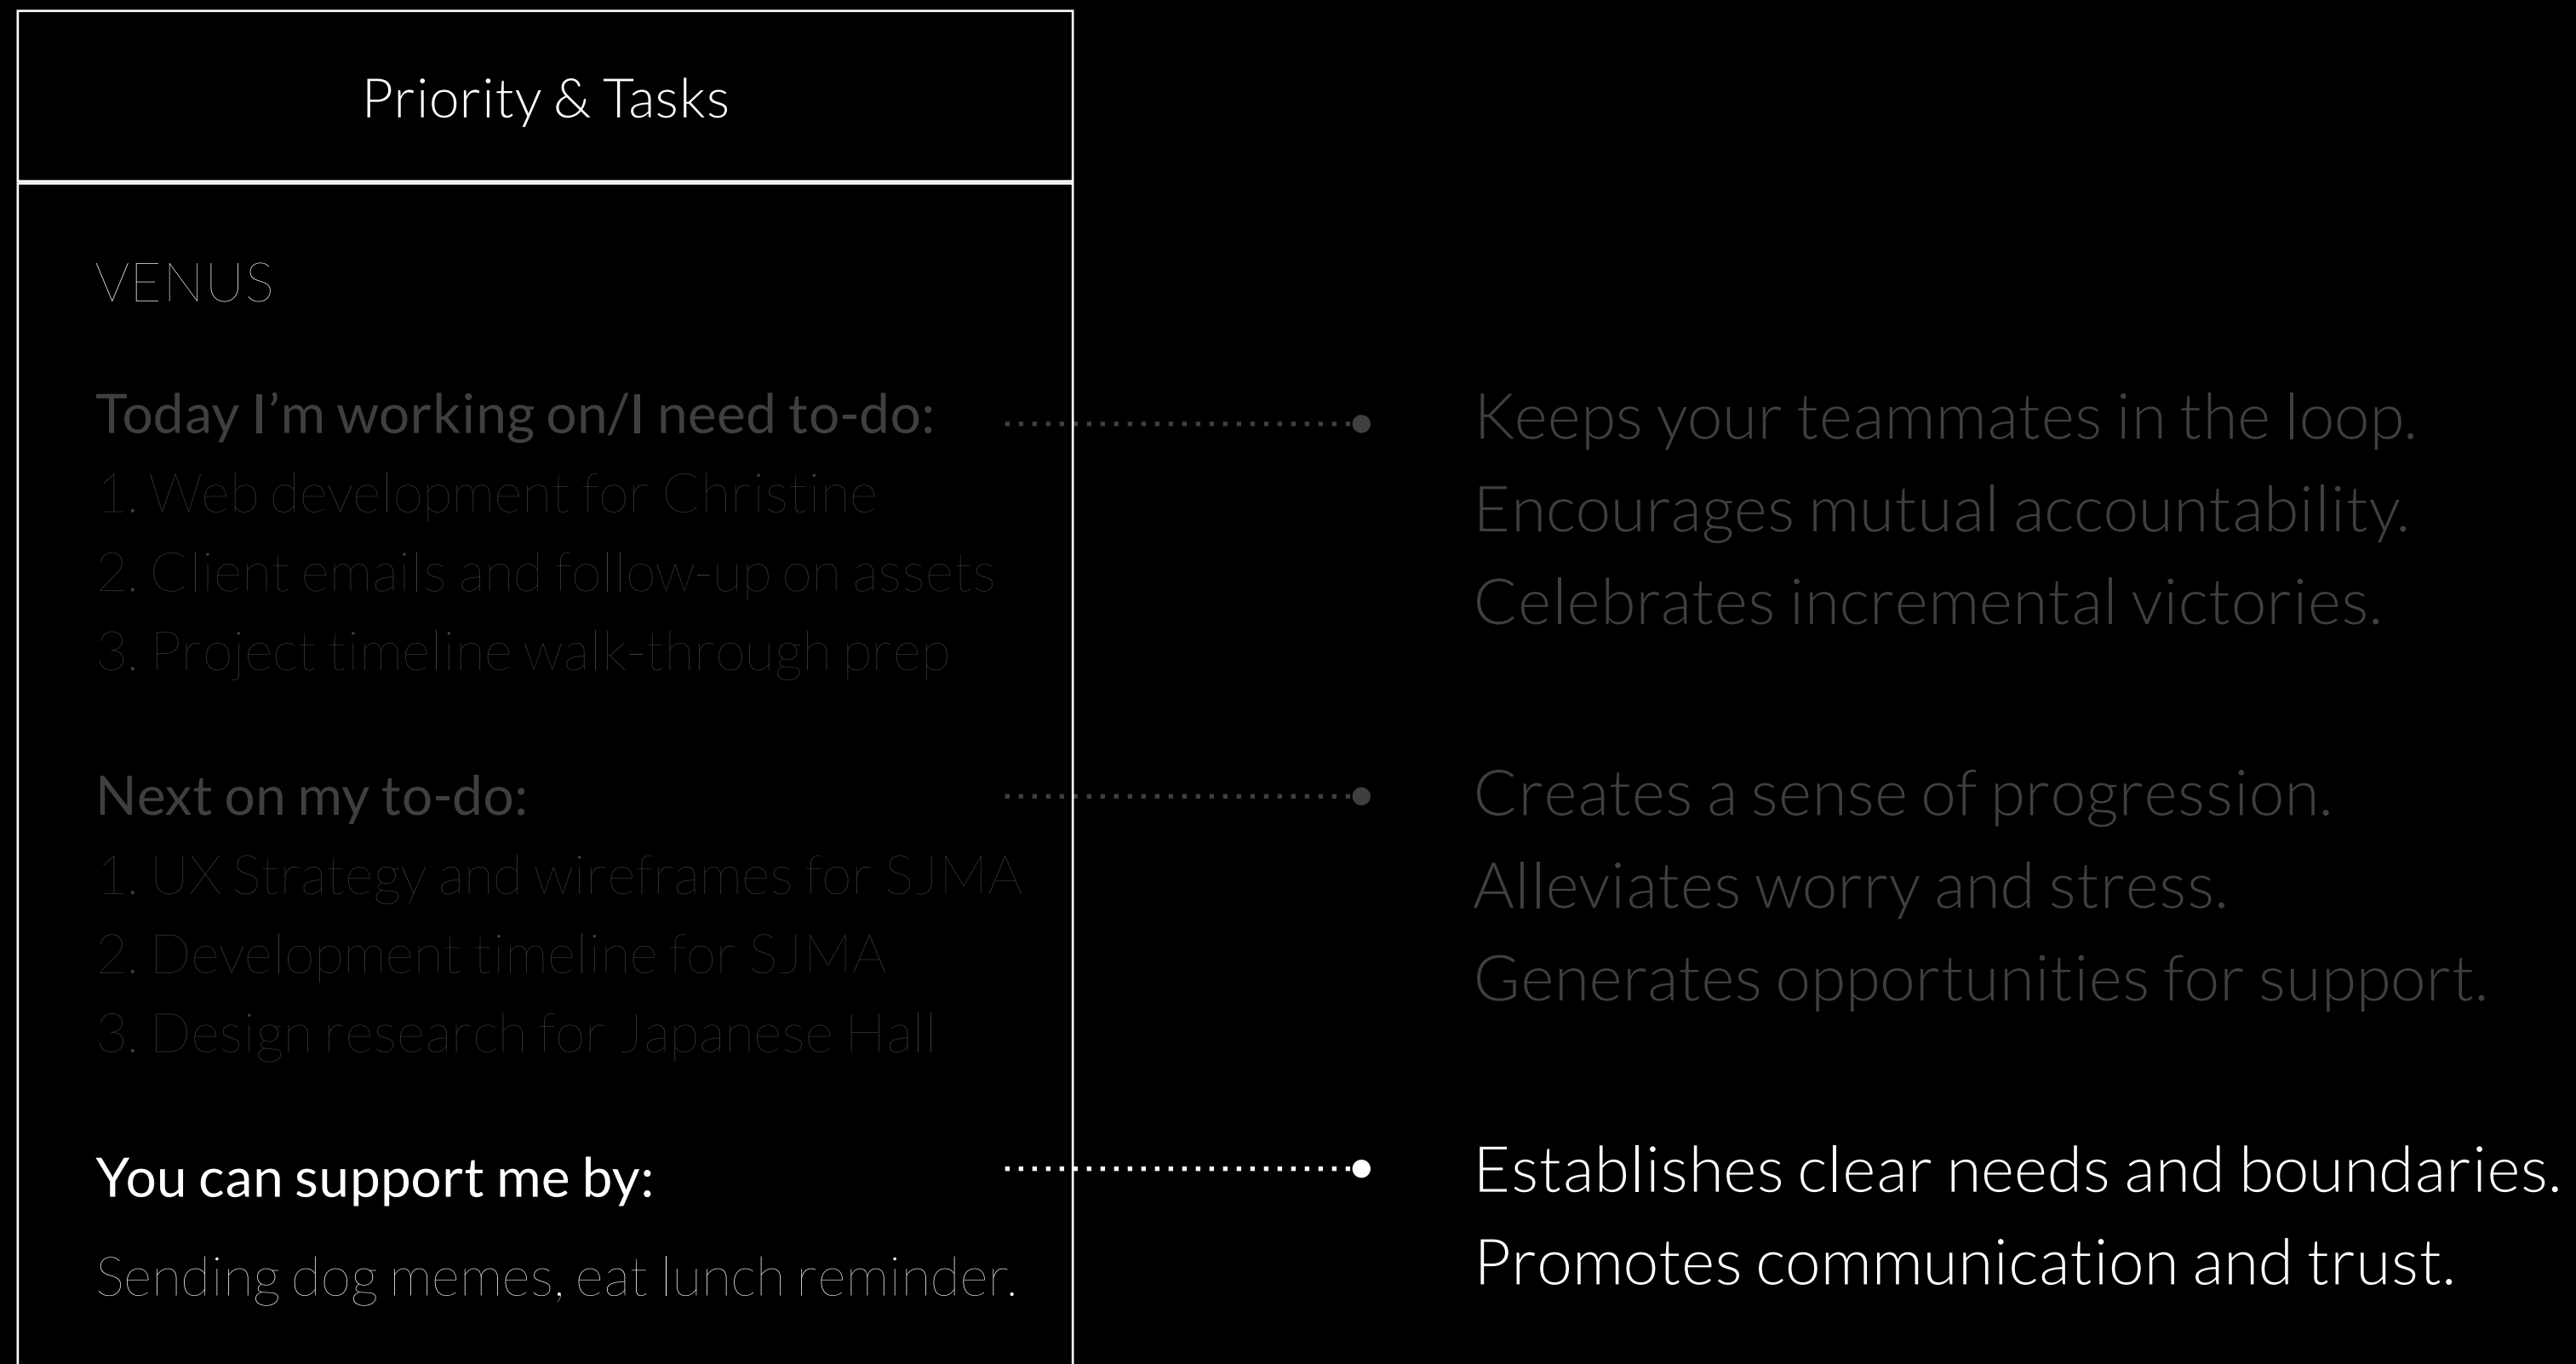 Priority & Tasks
VENUS
Today I’m working on/I need to-do:
1. Web development for Christine
2. Client emails and follow-up on assets
3. Project timeline walk-through prep
Next on my to-do:
1. UX Strategy and wireframes for SJMA
2. Development timeline for SJMA
3. Design research for Japanese Hall
You can support me by:
Sending dog memes, eat lunch reminder.
Keeps your teammates in the loop.
Encourages mutual accountability.
Celebrates incremental victories.
Creates a sense of progression.
Alleviates worry and stress.
Generates opportunities for support.
Establishes clear needs and boundaries.
Promotes communication and trust.